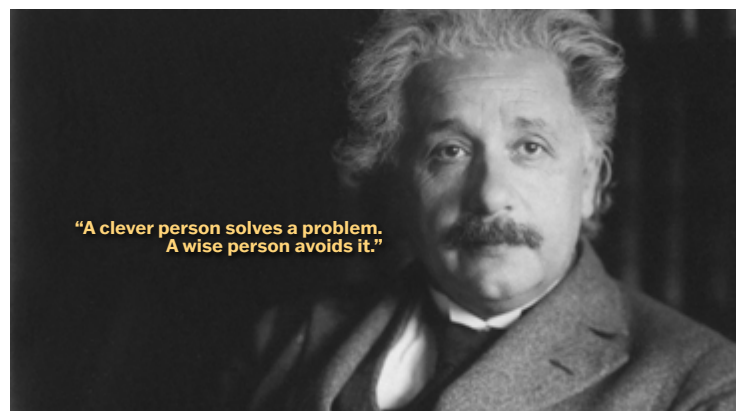 “A clever person solves a problem.
A wise person avoids it.”